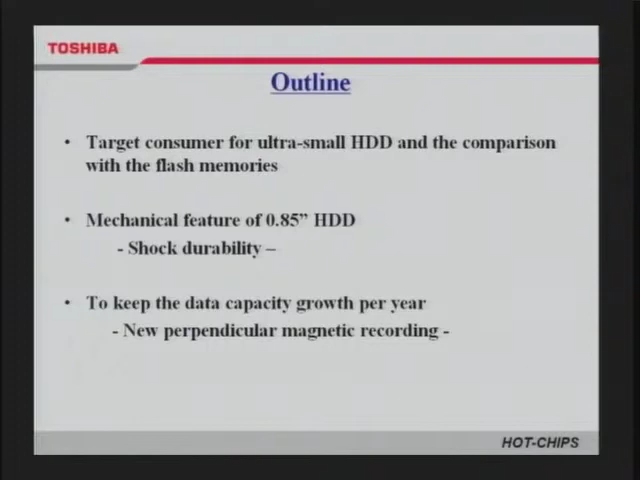 TOSHIBA
Outline
• Target consumer for ultra-small HDD and the comparison
with the flash memories
• Mechanical feature of 0.85” HDD
- Shock durability –
• To keep the data capacity growth per year
- New perpendicular magnetic recording -
HOT-CHIPS